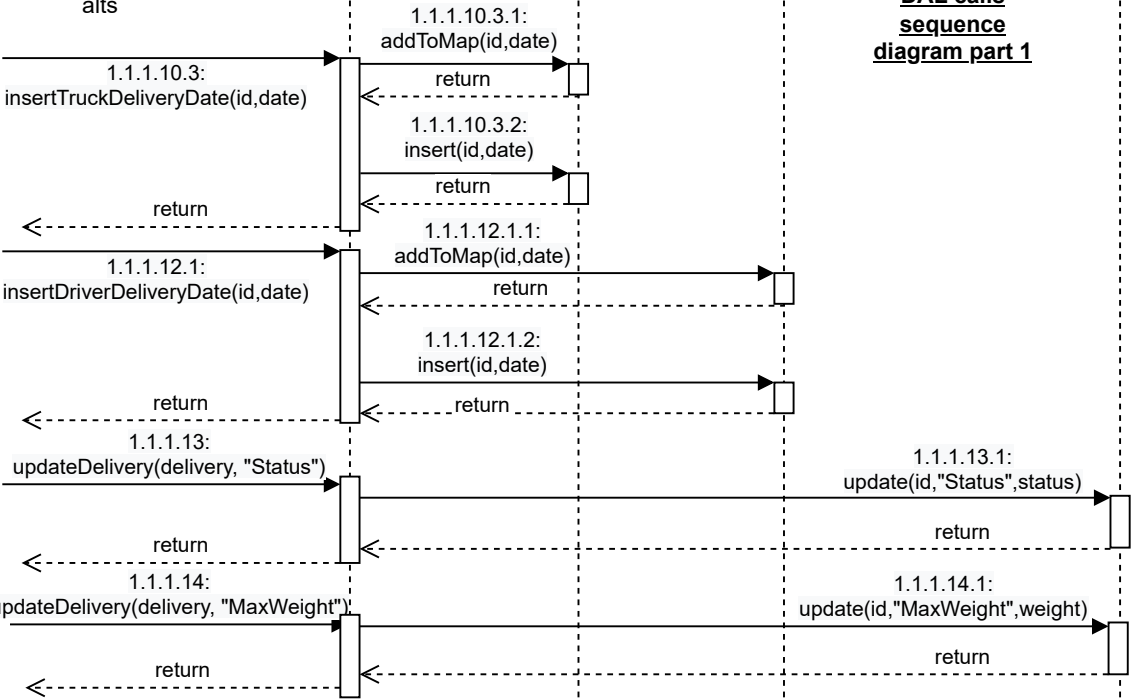 alts
sequence
diagram part 1
1.1.1.10.3.1:
addToMap(id,date)
1.1.1.10.3:
insertTruckDeliveryDate(id,date)
return
1.1.1.10.3.2:
insert(id,date)
return
return
1.1.1.12.1.1:
addToMap(id,date)
1.1.1.12.1:
insertDriverDeliveryDate(id,date)
return
1.1.1.12.1.2:
insert(id,date)
return
return
1.1.1.13:
updateDelivery(delivery, "Status")
1.1.1.13.1:
update(id,"Status",status)
return
return
1.1.1.14:
updateDelivery(delivery, "MaxWeight")
1.1.1.14.1:
update(id,"MaxWeight",weight)
return
return